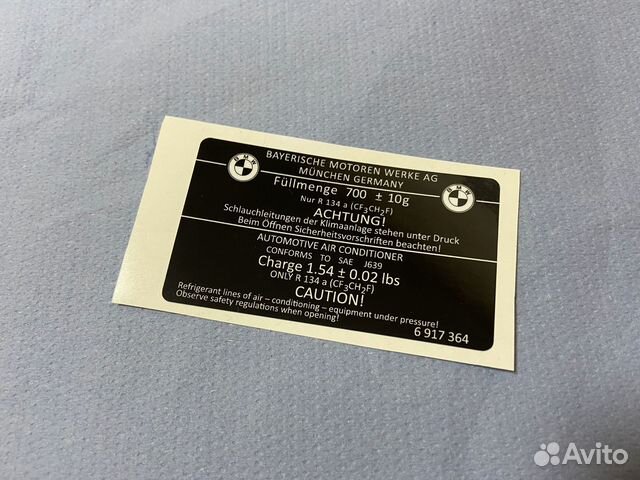 BAYERISCHE MOTOREN WERKE AG
MÜNCHEN GERMANY
BMW
BMW
Füllmenge 700 ± 10g
Nur R 134 a (CF3CH2F)
ACHTUNG!
Schlauchleitungen der Klimaanlage stehen unter Druck
Beim Öffnen Sicherheitsvorschriften beachten!
AUTOMOTIVE AIR CONDITIONER
CONFORMS TO SAE J639
Charge 1.54 ± 0.02 lbs
ONLY R 134 a (CF3CH2F)
CAUTION!
Refrigerant lines of air – conditioning – equipment under pressure!
Observe safety regulations when opening!
6 917 364
Avito